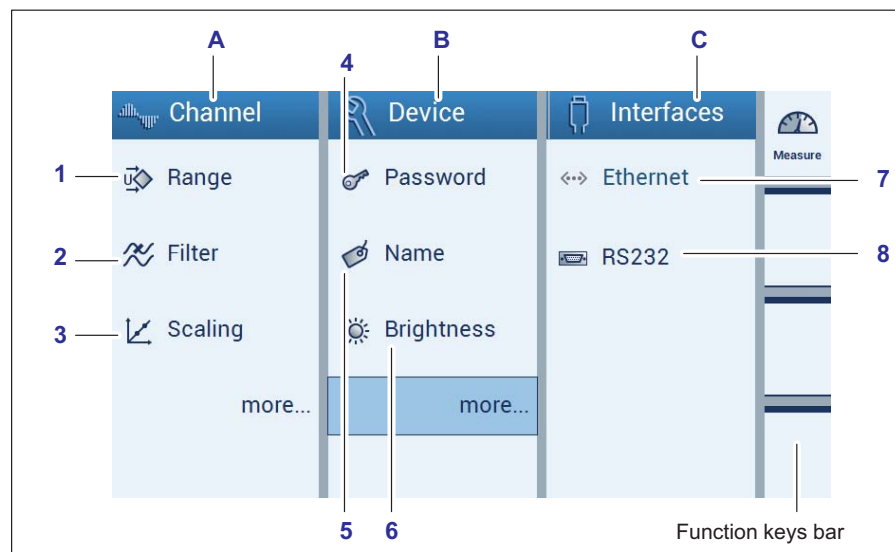 A
B
C
4
Channel
Device
Interfaces
Measure
1
Range
Password
Ethernet
7
2
Filter
Name
RS232
8
3
Scaling
Brightness
more...
more...
5
6
Function keys bar